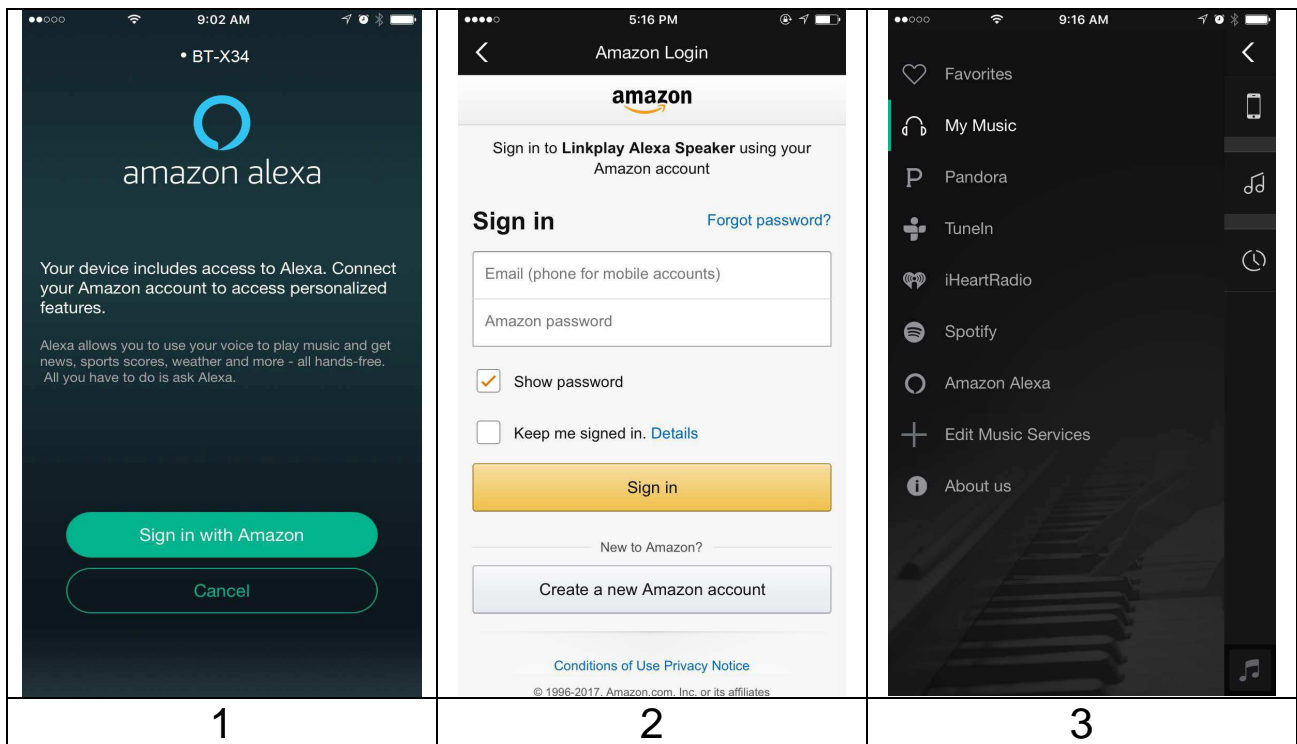 9:02 AM
• BT-X34
amazon alexa
Your device includes access to Alexa. Connect
your Amazon account to access personalized
features.
Alexa allows you to use your voice to play music and get
news, sports scores, weather and more - all hands-free.
All you have to do is ask Alexa.
Sign in with Amazon
Cancel
1
5:16 PM
Amazon Login
amazon
Sign in to Linkplay Alexa Speaker using your
Amazon account
Sign in
Forgot password?
Email (phone for mobile accounts)
Amazon password
Show password
Keep me signed in. Details
Sign in
New to Amazon?
Create a new Amazon account
Conditions of Use Privacy Notice
© 1996-2017, Amazon.com, Inc. or its affiliates
2
9:16 AM
Favorites
My Music
Pandora
TuneIn
iHeartRadio
Spotify
Amazon Alexa
Edit Music Services
About us
3